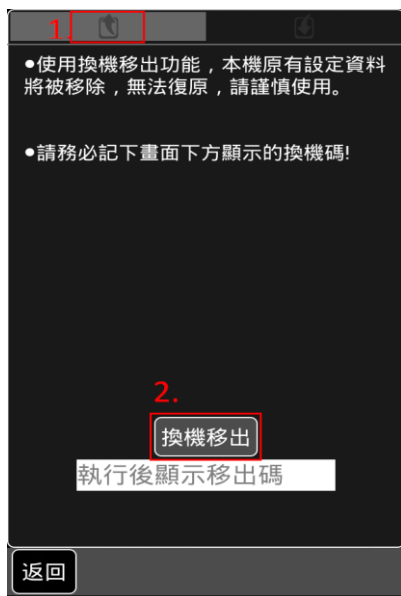 1.
●使用換機移出功能，本機原有設定資料
將被移除，無法復原，請謹慎使用。
●請務必記下畫面下方顯示的換機碼!
2.
換機移出
執行後顯示移出碼
返回